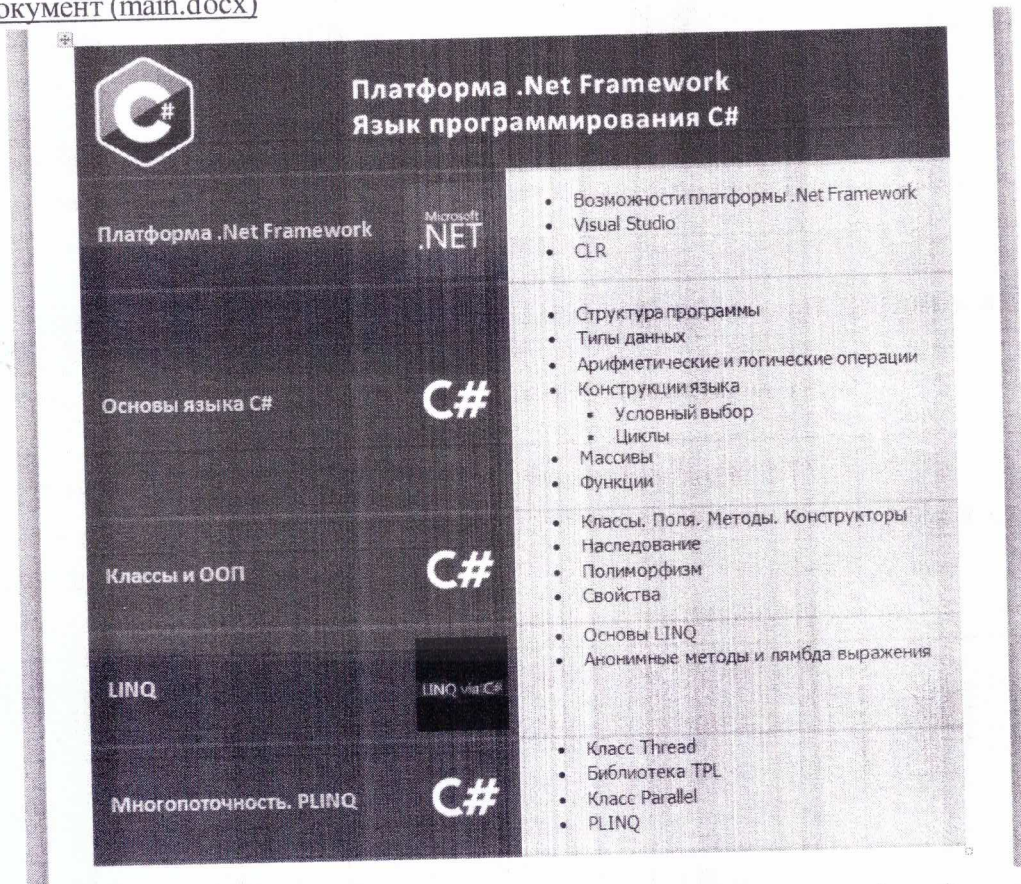 окумент (main.docx)
C#
Платформа .Net Framework
Язык программирования C#
Платформа .Net Framework
Microsoft
.NET
• Возможности платформы .Net Framework
• Visual Studio
• CLR
Основы языка C#
C#
• Структура программы
• Типы данных
• Арифметические и логические операции
• Конструкции языка
▪ Условный выбор
▪ Циклы
• Массивы
• Функции
Классы и ООП
C#
• Классы. Поля. Методы. Конструкторы
• Наследование
• Полиморфизм
• Свойства
LINQ
LINQ via C#
• Основы LINQ
• Анонимные методы и лямбда выражения
Многопоточность. PLINQ
C#
• Класс Thread
• Библиотека TPL
• Класс Parallel
• PLINQ